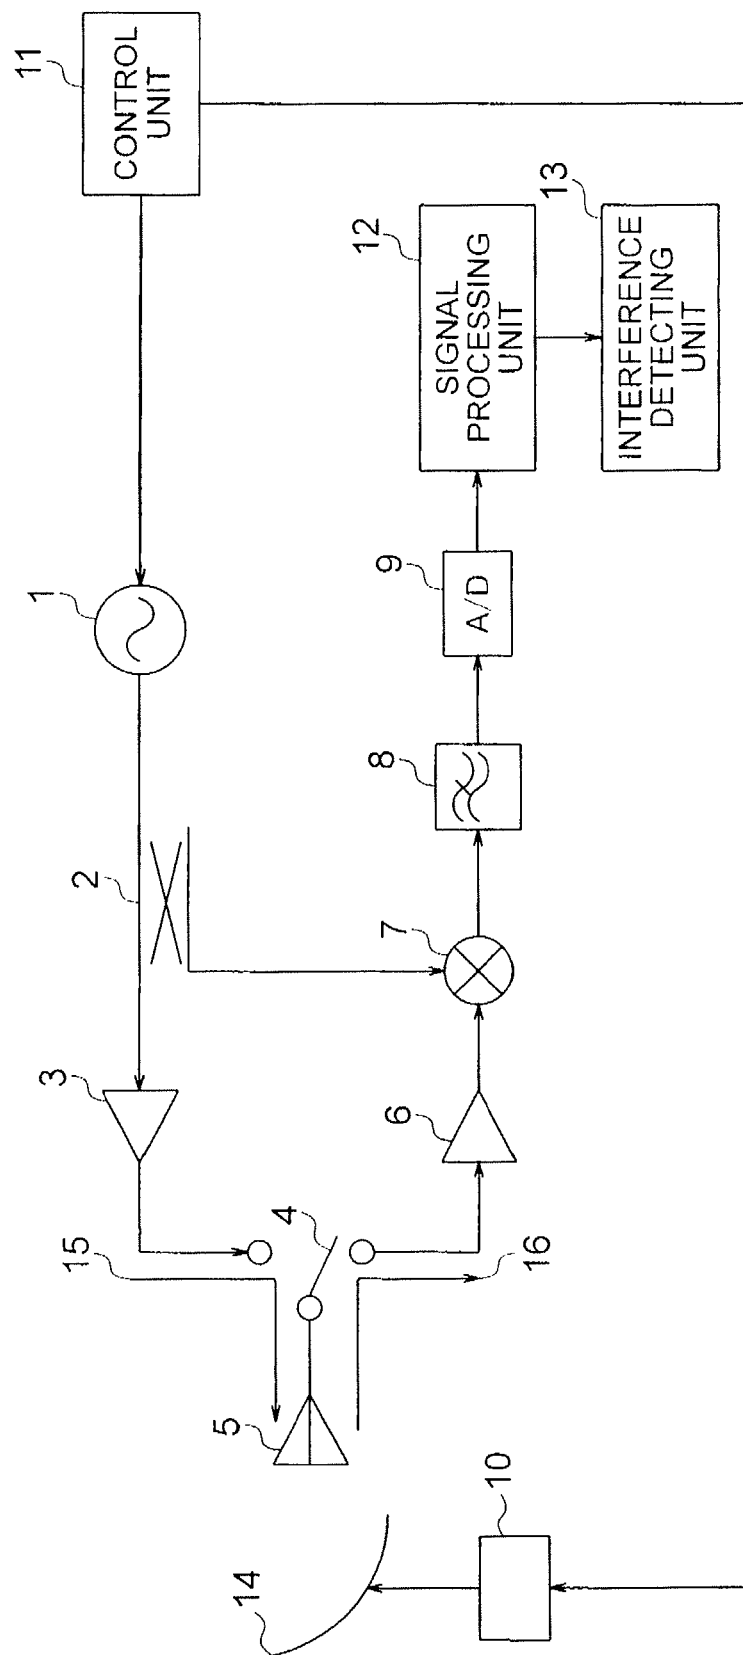 11
CONTROL
UNIT
1
2
3
15
4
5
16
14
10
6
7
8
9
A/D
12
SIGNAL
PROCESSING
UNIT
13
INTERFERENCE
DETECTING
UNIT